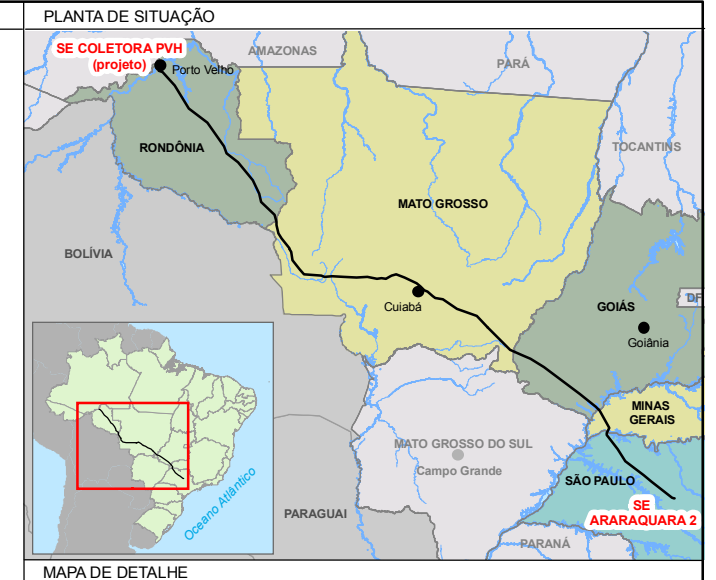 PLANTA DE SITUAÇÃO
SE COLETORA PVH
(projeto)
Porto Velho
AMAZONAS
PARÁ
TOCANTINS
RONDÔNIA
MATO GROSSO
BOLÍVIA
Cuiabá
GOIÁS
DF
Goiânia
MINAS
GERAIS
MATO GROSSO DO SUL
Campo Grande
SÃO PAULO
SE
ARARAQUARA 2
PARAGUAI
PARANÁ
Oceano Atlântico
MAPA DE DETALHE